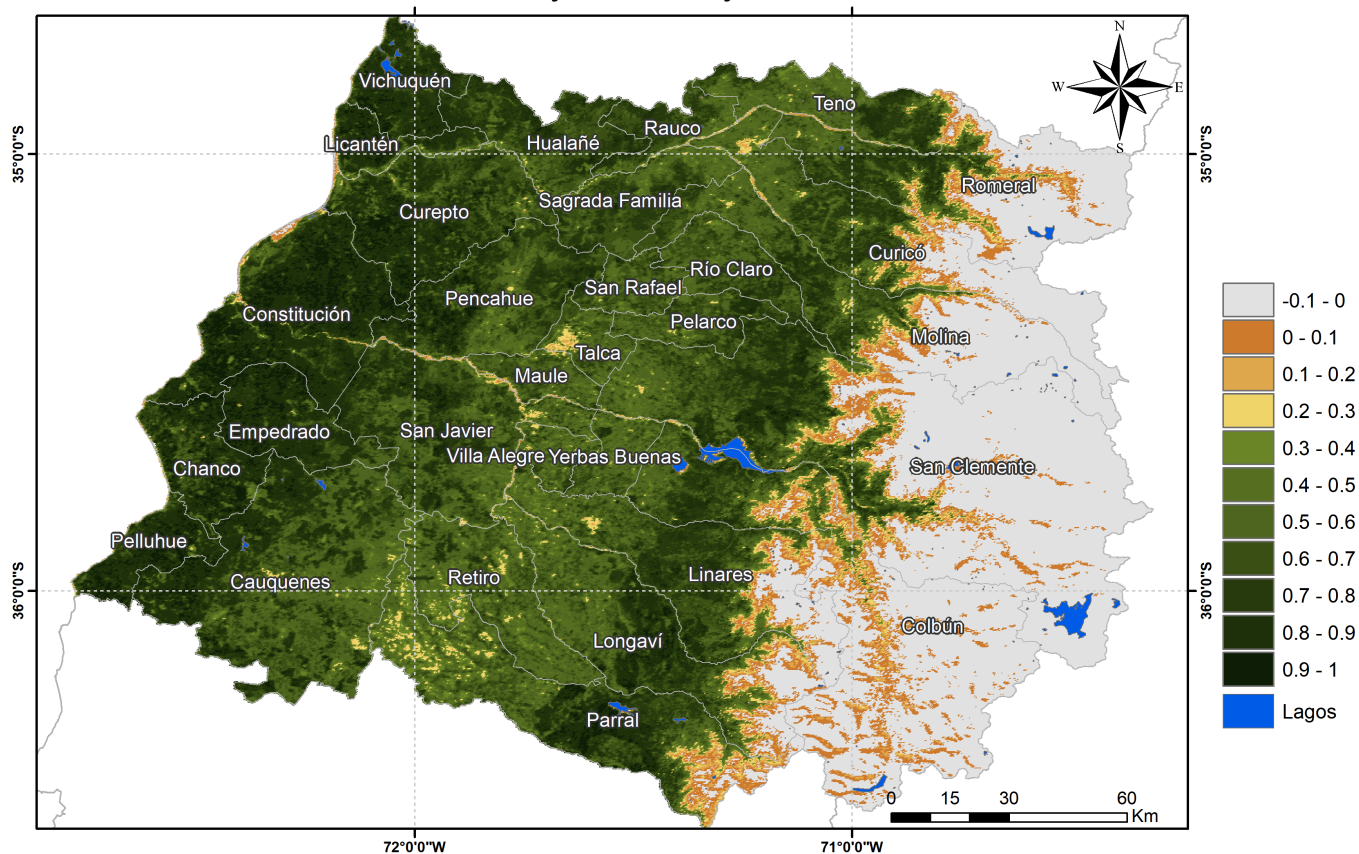 N
W E
S
Vichuquén
Teno
Licantén
Hualañé
Rauco
35°0'0"S
35°0'0"S
Romeral
Curepto
Sagrada Familia
Curicó
Río Claro
San Rafael
Pencahue
Constitución
Pelarco
Molina
Talca
Maule
Empedrado
San Javier
Villa Alegre
Yerbas Buenas
Chanco
San Clemente
Pelluhue
Cauquenes
Retiro
Linares
36°0'0"S
36°0'0"S
Longaví
Colbún
Parral
-0.1 - 0
0 - 0.1
0.1 - 0.2
0.2 - 0.3
0.3 - 0.4
0.4 - 0.5
0.5 - 0.6
0.6 - 0.7
0.7 - 0.8
0.8 - 0.9
0.9 - 1
Lagos
0 15 30 60
Km
72°0'0"W
71°0'0"W